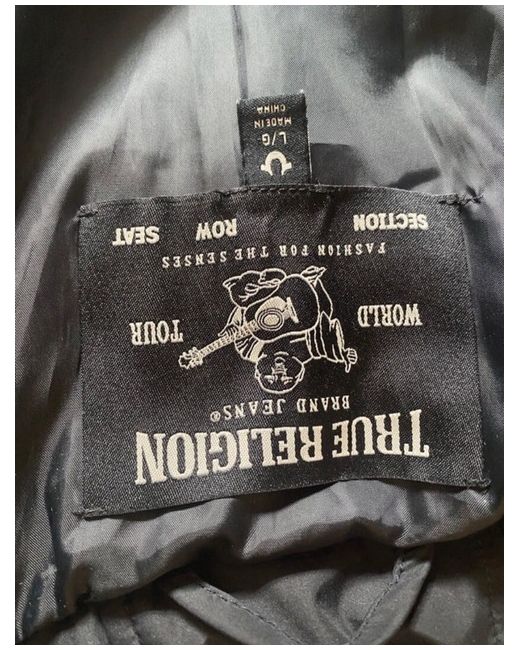 TRUE RELIGION
BRAND JEANS®
WORLD TOUR
FASHION FOR THE SENSES
SECTION ROW SEAT
L/G
MADE IN
CHINA